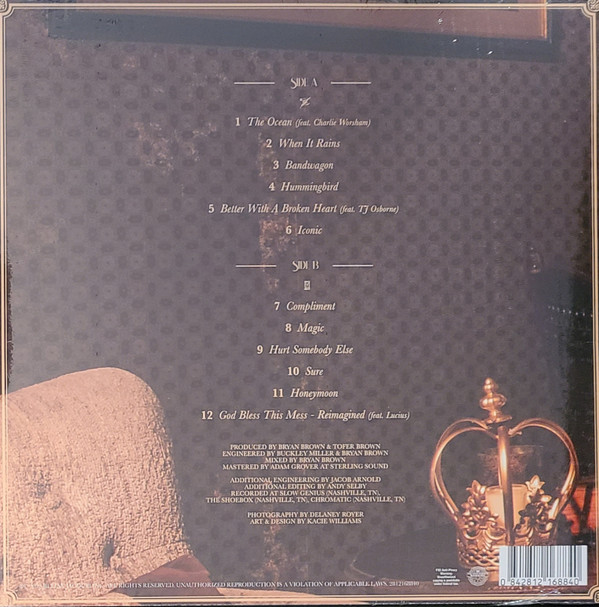 SIDE A
1 The Ocean (feat. Charlie Worsham)
2 When It Rains
3 Bandwagon
4 Hummingbird
5 Better With A Broken Heart (feat. TJ Osborne)
6 Iconic
SIDE B
7 Compliment
8 Magic
9 Hurt Somebody Else
10 Sure
11 Honeymoon
12 God Bless This Mess - Reimagined (feat. Lucius)
PRODUCED BY BRYAN BROWN & TOFER BROWN
ENGINEERED BY BUCKLEY MILLER & BRYAN BROWN
MIXED BY BRYAN BROWN
MASTERED BY ADAM GROVER AT STERLING SOUND
ADDITIONAL ENGINEERING BY JACOB ARNOLD
ADDITIONAL EDITING BY ANDY SELBY
RECORDED AT SLOW GENIUS (NASHVILLE, TN),
THE SHOEBOX (NASHVILLE, TN), CHROMATIC (NASHVILLE, TN)
PHOTOGRAPHY BY DELANEY ROYER
ART & DESIGN BY KACIE WILLIAMS
RIGHTS RESERVED. UNAUTHORIZED REPRODUCTION IS A VIOLATION OF APPLICABLE LAWS. 2812168840
0 842812 168840